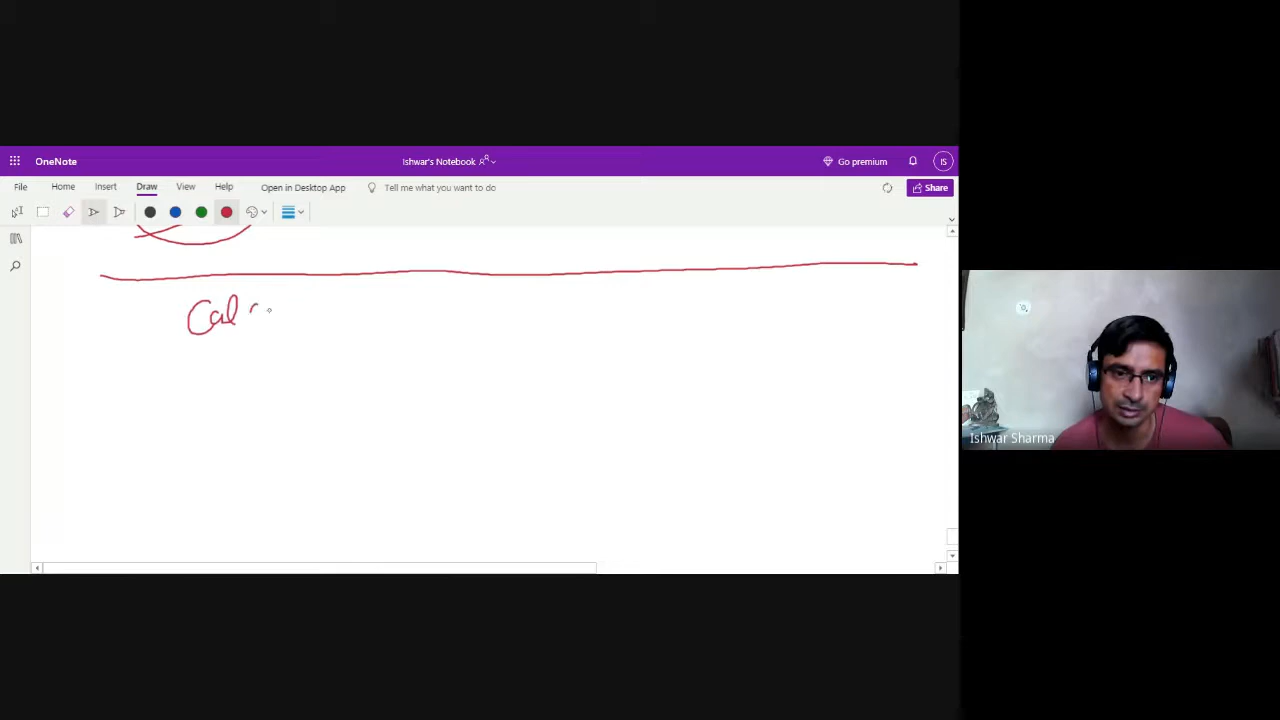 OneNote
Ishwar's Notebook
Go premium
IS
File Home Insert Draw View Help Open in Desktop App Tell me what you want to do
Share
Cal
Ishwar Sharma